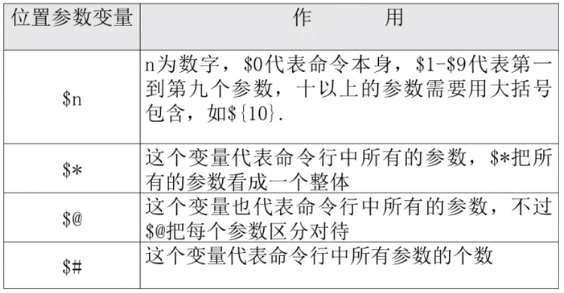 位置参数变量 作 用
$n n为数字，$0代表命令本身，$1-$9代表第一
到第九个参数，十以上的参数需要用大括号
包含，如${10}.
$* 这个变量代表命令行中所有的参数，$*把所
有的参数看成一个整体
$@ 这个变量也代表命令行中所有的参数，不过
$@把每个参数区分对待
$# 这个变量代表命令行中所有参数的个数